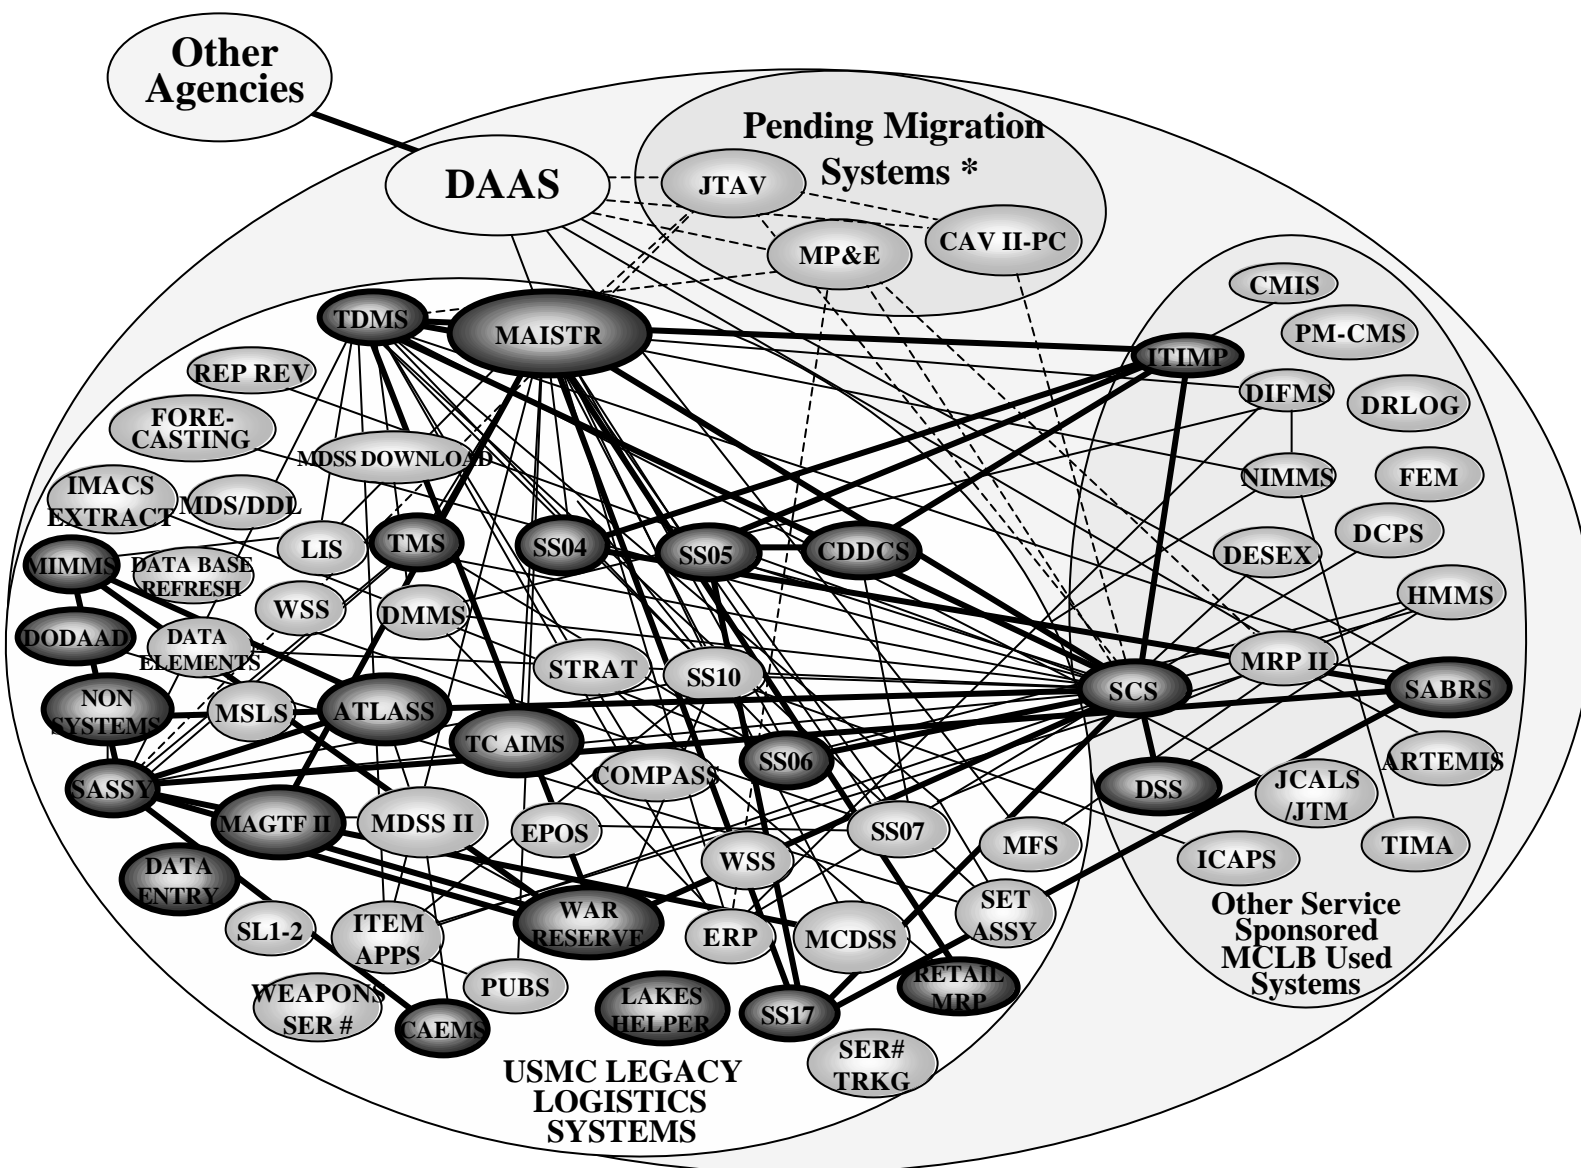 Other
Agencies
DAAS
Pending Migration
Systems *
JTAV
MP&E
CAV II-PC
CMIS
PM-CMS
TDMS
MAISTR
ITIMP
REP REV
DIFMS
DRLOG
FORE-
CASTING
MDSS DOWNLOAD
IMACS
EXTRACT
MDS/DDL
NIMMS
FEM
LIS
TMS
SS04
SS05
CDDCS
DESEX
DCPS
MIMMS
DATA BASE
REFRESH
WSS
DMMS
HMMS
DODAAD
DATA
ELEMENTS
STRAT
SS10
SCS
MRP II
SABRS
NON
SYSTEMS
MSLS
ATLASS
TC AIMS
SS06
COMPASS
ARTEMIS
SASSY
DSS
JCALS
/JTM
MAGTF II
MDSS II
EPOS
WSS
SS07
MFS
ICAPS
TIMA
DATA
ENTRY
SL1-2
ITEM
APPS
WAR
RESERVE
ERP
MCDSS
SET
ASSY
Other Service
Sponsored
MCLB Used
Systems
WEAPONS
SER #
CAEMS
PUBS
LAKES
HELPER
SS17
RETAIL
MRP
SER#
TRKG
USMC LEGACY
LOGISTICS
SYSTEMS